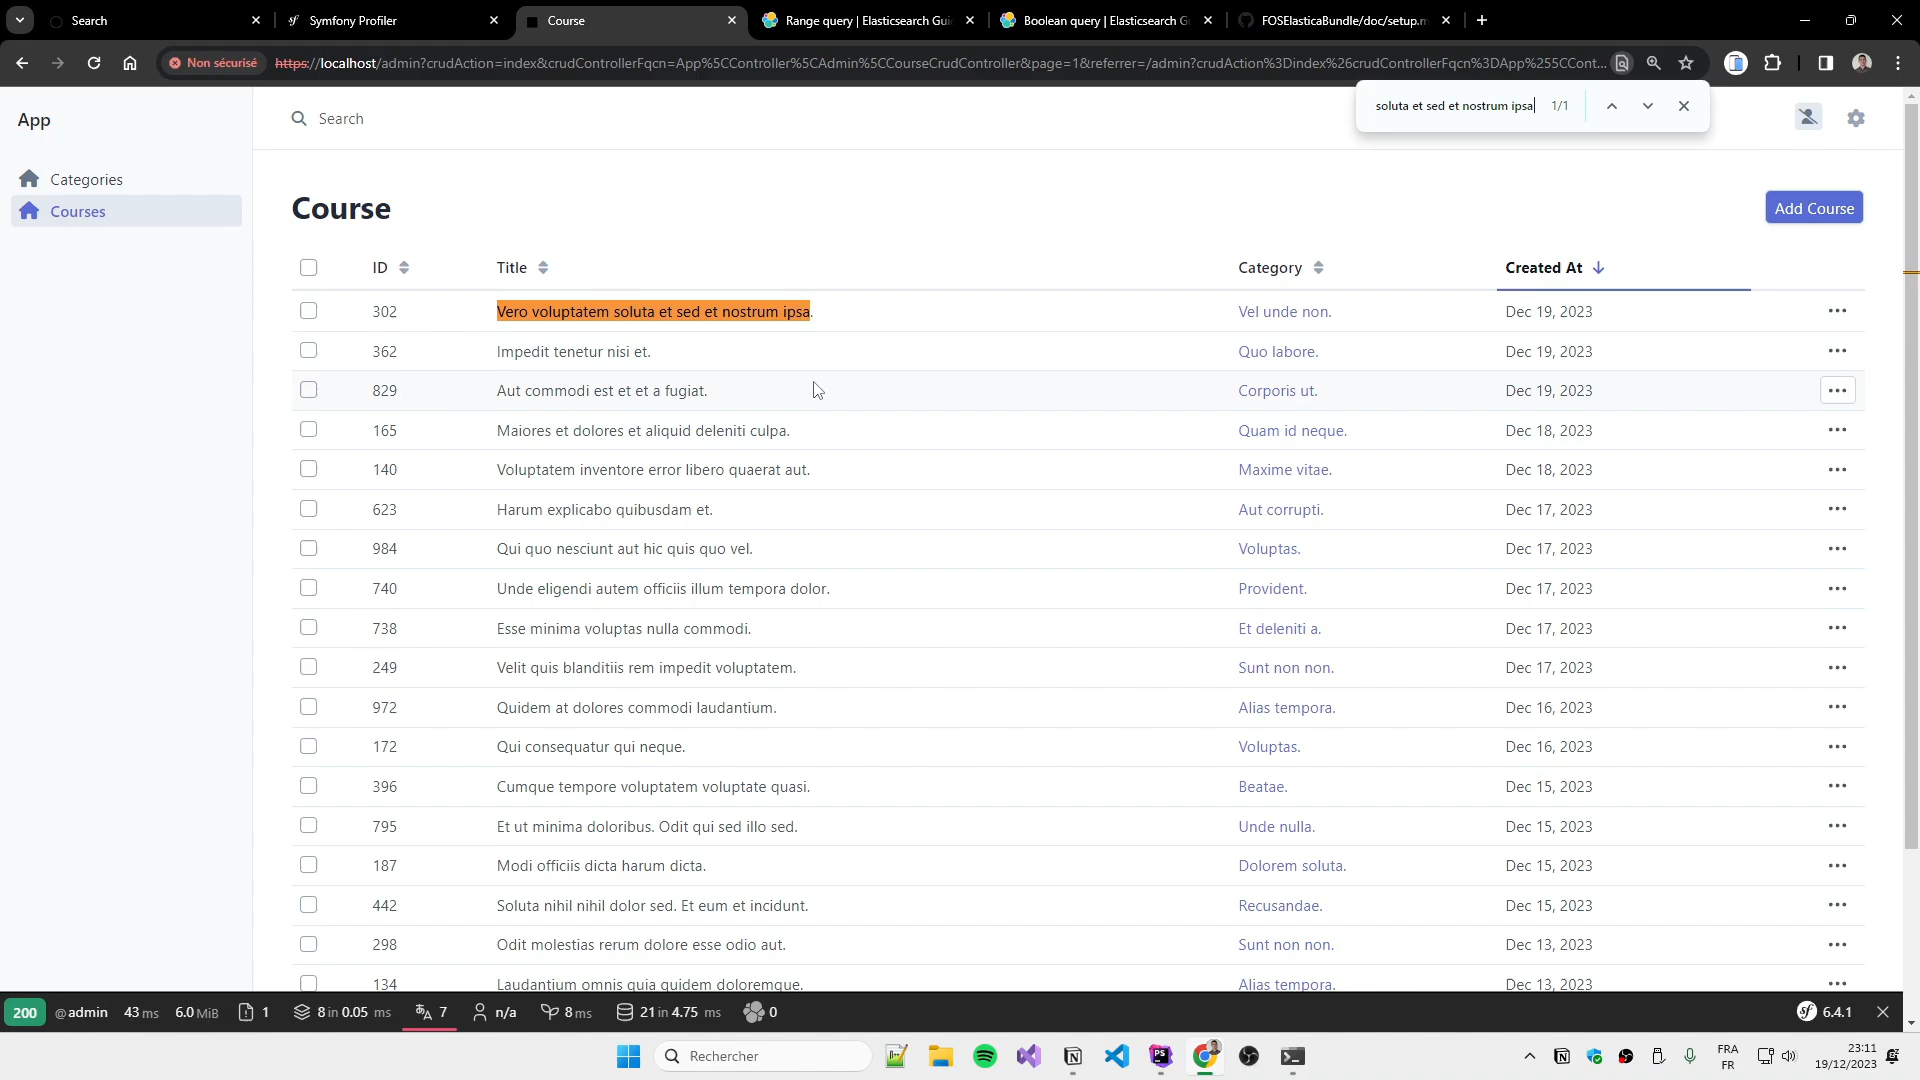 Search
Symfony Profiler
Course
Range query | Elasticsearch Gui
Boolean query | Elasticsearch G
FOSElasticaBundle/doc/setup.m
Non sécurisé
https://localhost/admin?crudAction=index&crudControllerFqcn=App%5CController%5CAdmin%5CCourseCrudController&page=1&referrer=/admin?crudAction%3Dindex%26crudControllerFqcn%3DApp%255CCont...
soluta et sed et nostrum ipsa 1/1
App
Search
Categories
Courses
Course
Add Course
ID Title Category Created At
302 Vero voluptatem soluta et sed et nostrum ipsa. Vel unde non. Dec 19, 2023
362 Impedit tenetur nisi et. Quo labore. Dec 19, 2023
829 Aut commodi est et et a fugiat. Corporis ut. Dec 19, 2023
165 Maiores et dolores et aliquid deleniti culpa. Quam id neque. Dec 18, 2023
140 Voluptatem inventore error libero quaerat aut. Maxime vitae. Dec 18, 2023
623 Harum explicabo quibusdam et. Aut corrupti. Dec 17, 2023
984 Qui quo nesciunt aut hic quis quo vel. Voluptas. Dec 17, 2023
740 Unde eligendi autem officiis illum tempora dolor. Provident. Dec 17, 2023
738 Esse minima voluptas nulla commodi. Et deleniti a. Dec 17, 2023
249 Velit quis blanditiis rem impedit voluptatem. Sunt non non. Dec 17, 2023
972 Quidem at dolores commodi laudantium. Alias tempora. Dec 16, 2023
172 Qui consequatur qui neque. Voluptas. Dec 16, 2023
396 Cumque tempore voluptatem voluptate quasi. Beatae. Dec 15, 2023
795 Et ut minima doloribus. Odit qui sed illo sed. Unde nulla. Dec 15, 2023
187 Modi officiis dicta harum dicta. Dolorem soluta. Dec 15, 2023
442 Soluta nihil nihil dolor sed. Et eum et incidunt. Recusandae. Dec 15, 2023
298 Odit molestias rerum dolore esse odio aut. Sunt non non. Dec 13, 2023
134 Laudantium omnis quia quidem doloremque. Alias tempora. Dec 13, 2023
200 @admin 43 ms 6.0 MiB 1 8 in 0.05 ms 7 n/a 8 ms 21 in 4.75 ms 0 6.4.1
Rechercher
FRA
FR
23:11
19/12/2023